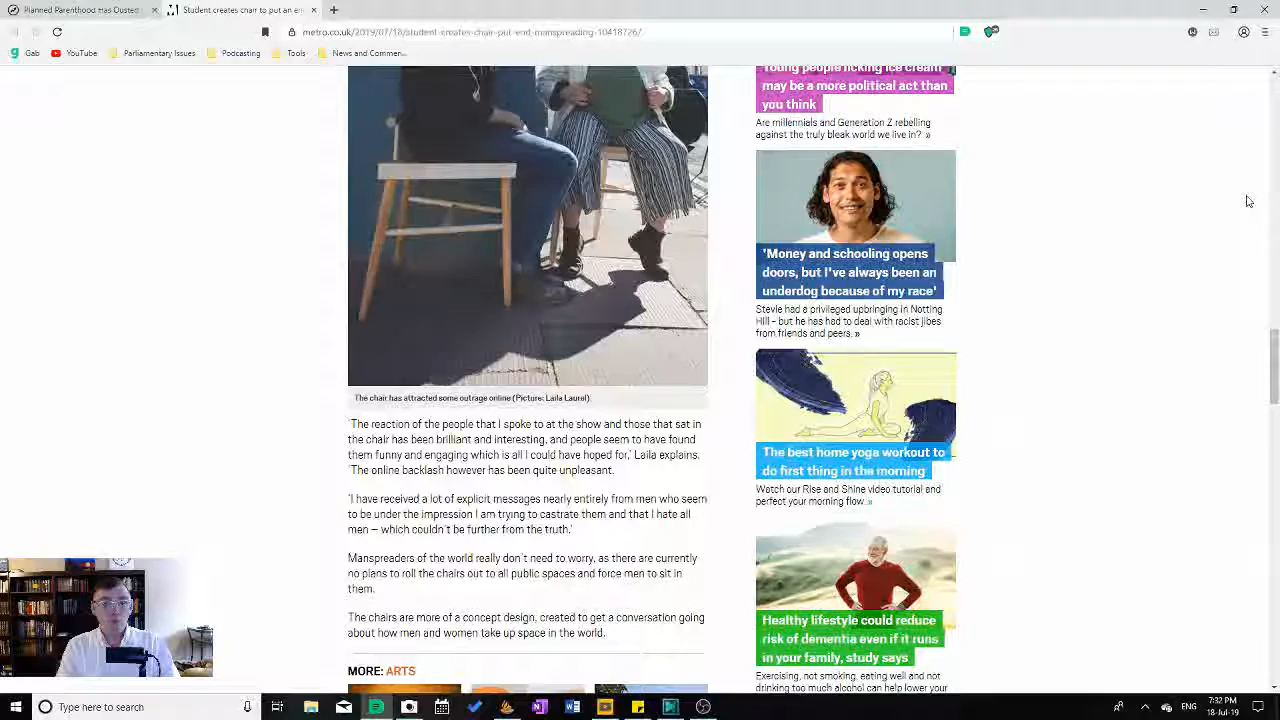 Planned Parenthood Has Ousted
Student creates chair to put an en
metro.co.uk/2019/07/18/student-creates-chair-put-end-manspreading-10418726/
Gab
YouTube
Parliamentary Issues
Podcasting
Tools
News and Commen...
The chair has attracted some outrage online (Picture: Laila Laurel)
'The reaction of the people that I spoke to at the show and those that sat in
the chair has been brilliant and interesting, and people seem to have found
them funny and engaging which is all I could have hoped for,' Laila explains.
'The online backlash however has been quite unpleasant.
'I have received a lot of explicit messages nearly entirely from men who seem
to be under the impression I am trying to castrate them and that I hate all
men – which couldn't be further from the truth.'
Manspreaders of the world really don't need to worry, as there are currently
no plans to roll the chairs out to all public spaces and force men to sit in
them.
The chairs are more of a concept design, created to get a conversation going
about how men and women take up space in the world.
MORE: ARTS
Young people licking ice cream
may be a more political act than
you think
Are millennials and Generation Z rebelling
against the truly bleak world we live in? »
'Money and schooling opens
doors, but I've always been an
underdog because of my race'
Stevie had a privileged upbringing in Notting
Hill – but he has had to deal with racist jibes
from friends and peers. »
The best home yoga workout to
do first thing in the morning
Watch our Rise and Shine video tutorial and
perfect your morning flow. »
Healthy lifestyle could reduce
risk of dementia even if it runs
in your family, study says
Exercising, not smoking, eating well and not
drinking too much alcohol can help lower your
Type here to search
7:32 PM
ENG
18-Jul-19